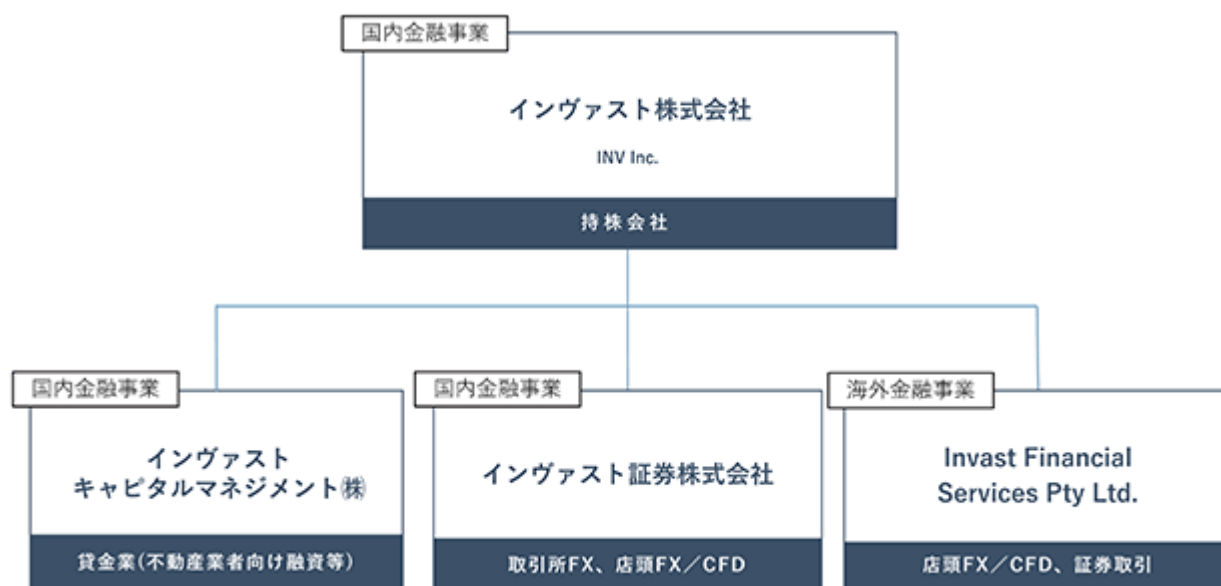 国内金融事業
インヴァスト株式会社
INV Inc.
持株会社
国内金融事業
インヴァスト
キャピタルマネジメント㈱
貸金業(不動産業者向け融資等)
国内金融事業
インヴァスト証券株式会社
取引所FX、店頭FX／CFD
海外金融事業
Invast Financial
Services Pty Ltd.
店頭FX／CFD、証券取引